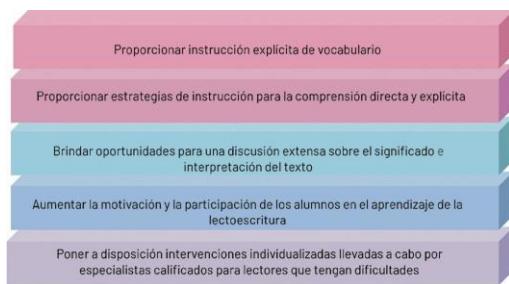 Proporcionar instrucción explícita de vocabulario
Proporcionar estrategias de instrucción para la comprensión directa y explícita
Brindar oportunidades para una discusión extensa sobre el significado e
interpretación del texto
Aumentar la motivación y la participación de los alumnos en el aprendizaje de la
lectoescritura
Poner a disposición intervenciones individualizadas llevadas a cabo por
especialistas calificados para lectores que tengan dificultades